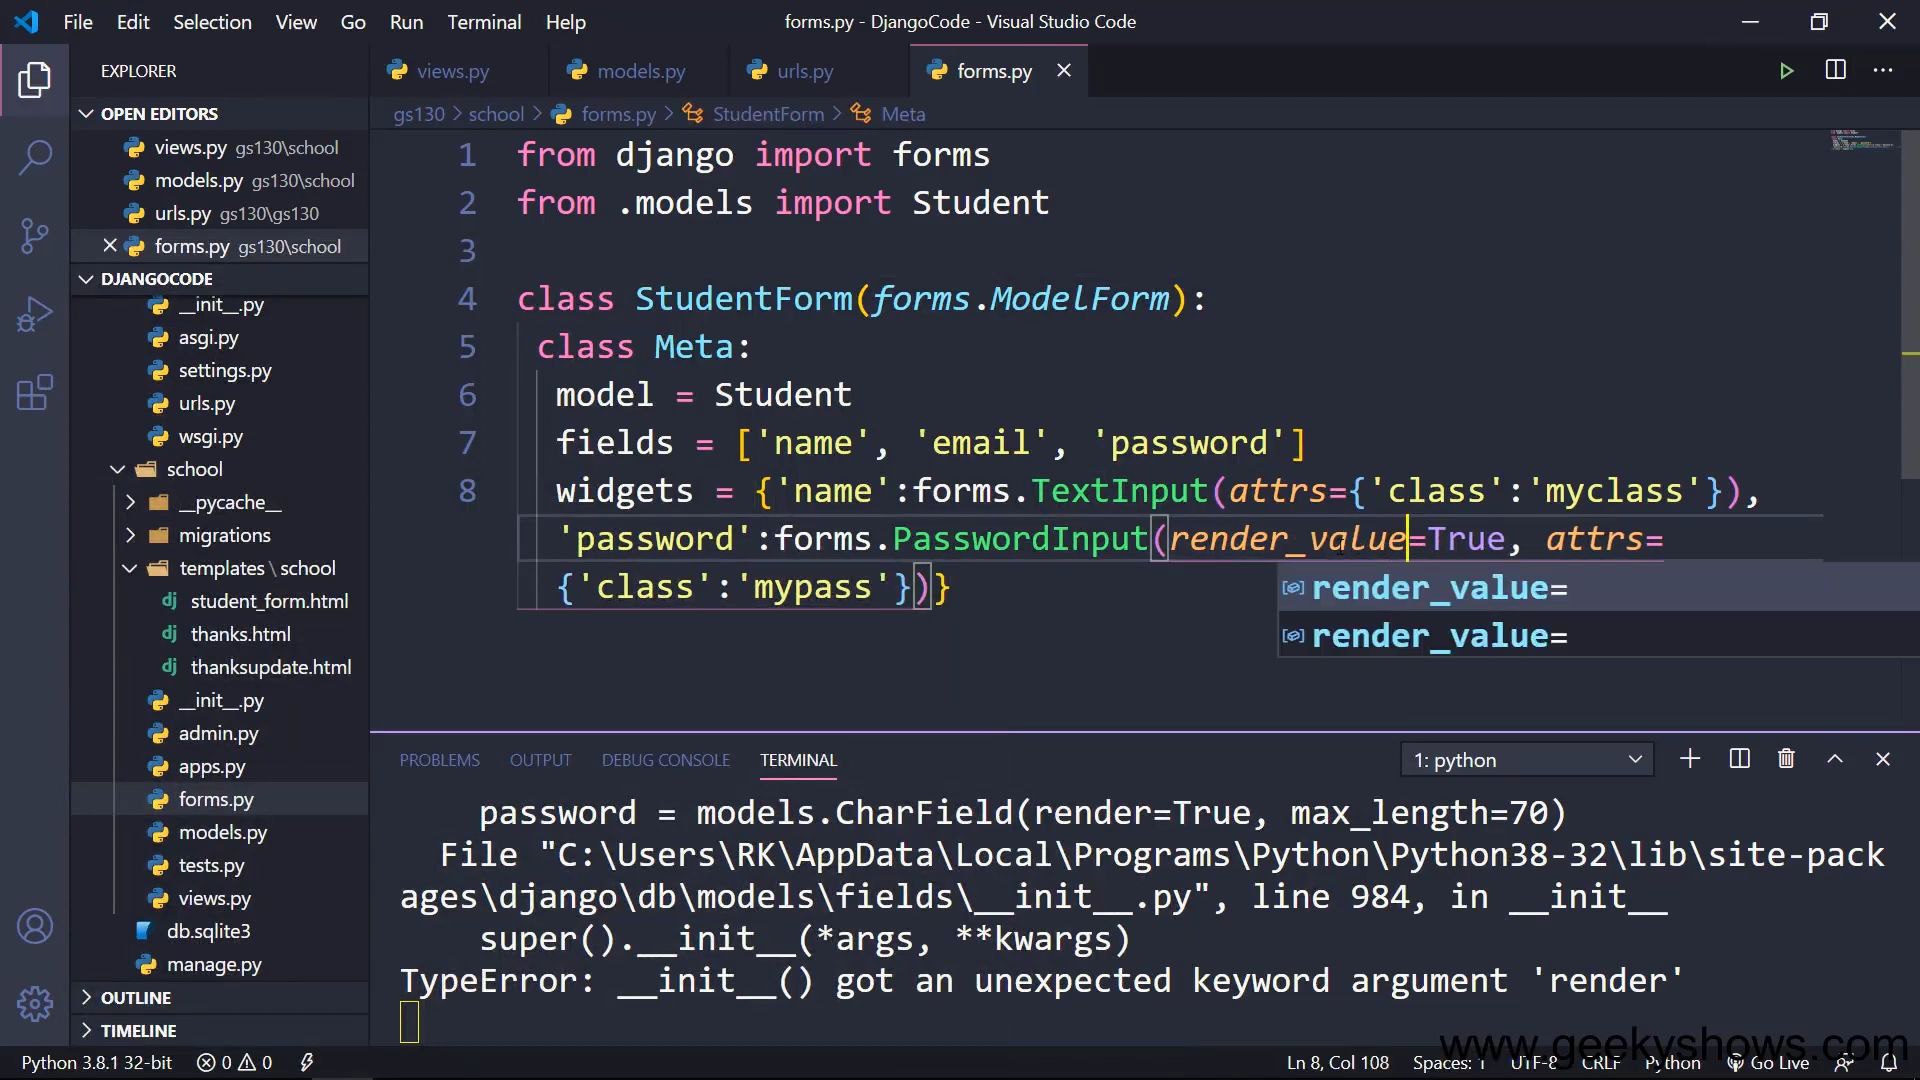 File Edit Selection View Go Run Terminal Help
forms.py - DjangoCode - Visual Studio Code
EXPLORER
OPEN EDITORS
views.py gs130\school
models.py gs130\school
urls.py gs130\gs130
forms.py gs130\school
DJANGOCODE
__init__.py
asgi.py
settings.py
urls.py
wsgi.py
school
__pycache__
migrations
templates \ school
student_form.html
thanks.html
thanksupdate.html
__init__.py
admin.py
apps.py
forms.py
models.py
tests.py
views.py
db.sqlite3
manage.py
OUTLINE
TIMELINE
views.py models.py urls.py forms.py
gs130 > school > forms.py > StudentForm > Meta
1 from django import forms
2 from .models import Student
3
4 class StudentForm(forms.ModelForm):
5 class Meta:
6 model = Student
7 fields = ['name', 'email', 'password']
8 widgets = {'name':forms.TextInput(attrs={'class':'myclass'}),
'password':forms.PasswordInput(render_value=True, attrs=
{'class':'mypass'})}
render_value=
render_value=
PROBLEMS OUTPUT DEBUG CONSOLE TERMINAL
1: python
password = models.CharField(render=True, max_length=70)
File "C:\Users\RK\AppData\Local\Programs\Python\Python38-32\lib\site-pack
ages\django\db\models\fields\__init__.py", line 984, in __init__
super().__init__(*args, **kwargs)
TypeError: __init__() got an unexpected keyword argument 'render'
www.geekyshows.com
Python 3.8.1 32-bit 0 0
Ln 8, Col 108 Spaces: 1 UTF-8 CRLF Python Go Live